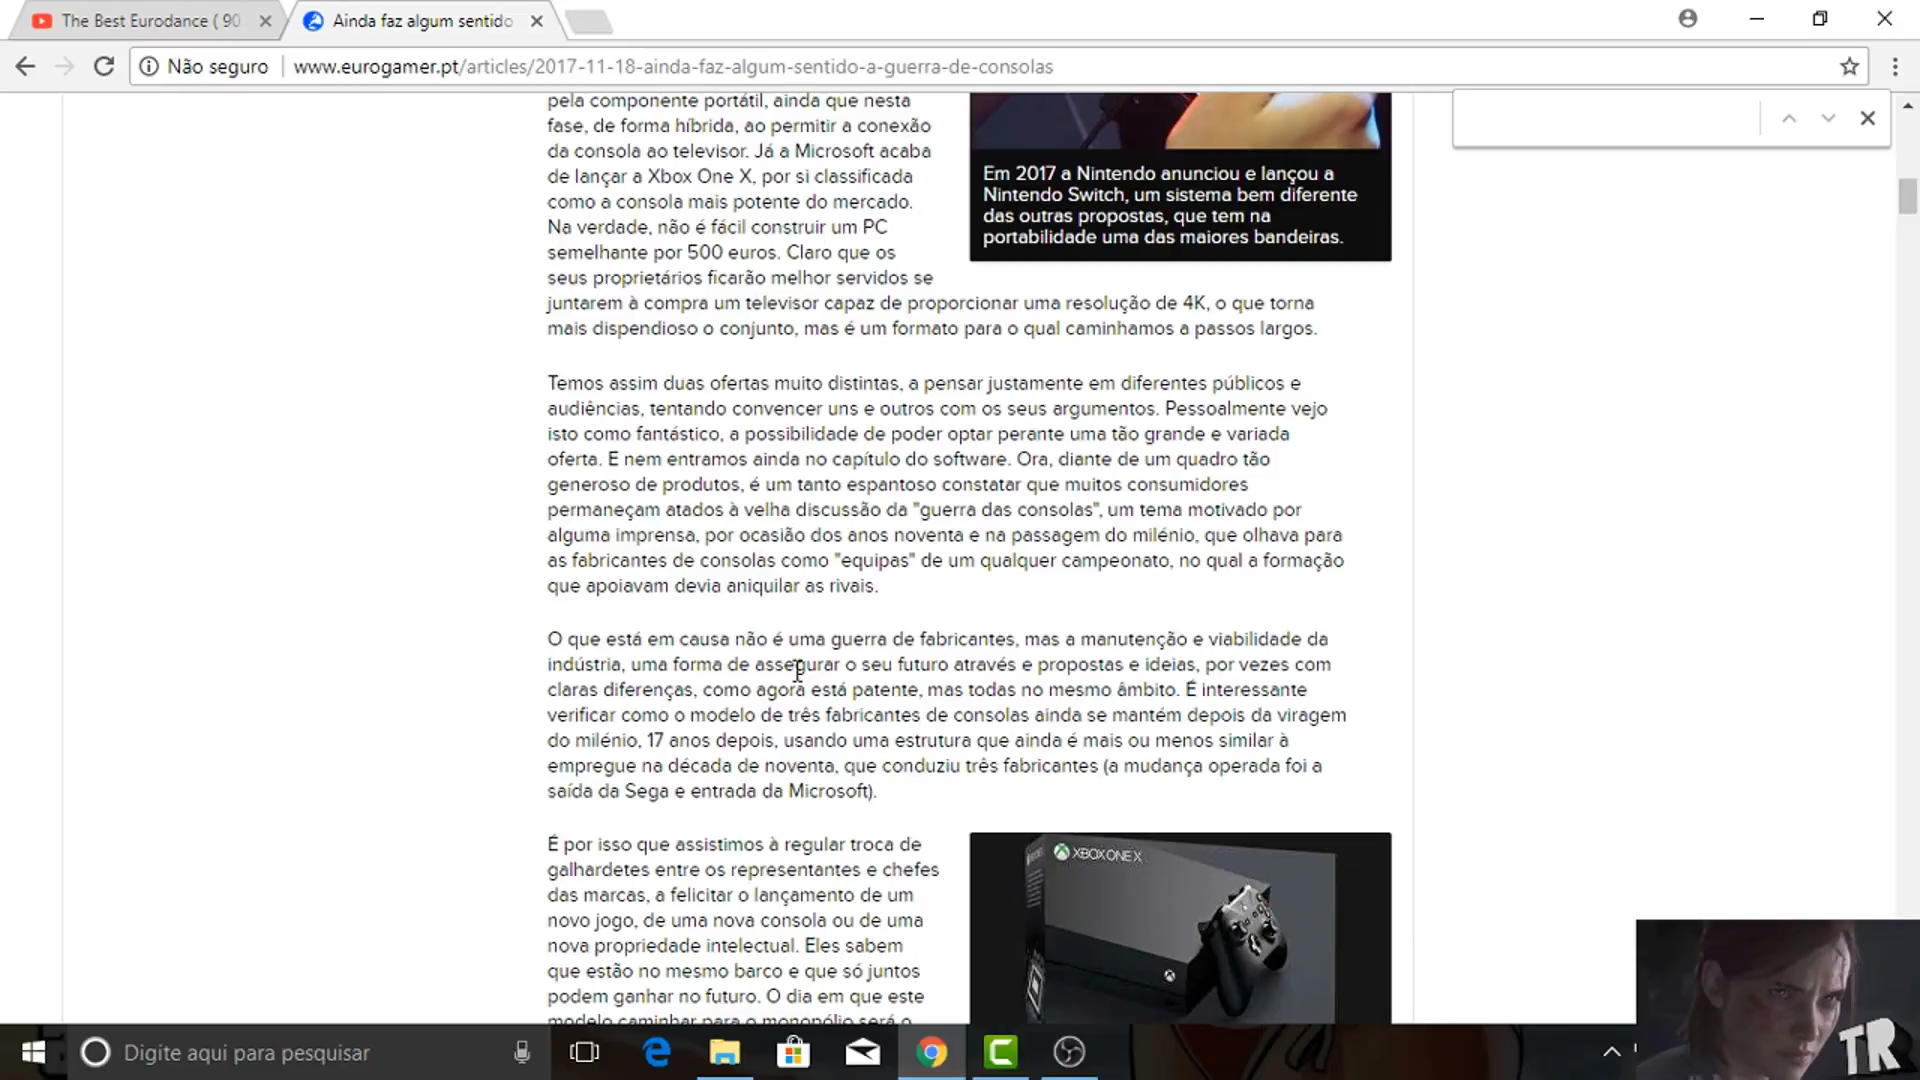 The Best Eurodance ( 90
Ainda faz algum sentido
Não seguro
www.eurogamer.pt/articles/2017-11-18-ainda-faz-algum-sentido-a-guerra-de-consolas
pela componente portátil, ainda que nesta
fase, de forma híbrida, ao permitir a conexão
da consola ao televisor. Já a Microsoft acaba
de lançar a Xbox One X, por si classificada
como a consola mais potente do mercado.
Na verdade, não é fácil construir um PC
semelhante por 500 euros. Claro que os
seus proprietários ficarão melhor servidos se
juntarem à compra um televisor capaz de proporcionar uma resolução de 4K, o que torna
mais dispendioso o conjunto, mas é um formato para o qual caminhamos a passos largos.
Em 2017 a Nintendo anunciou e lançou a
Nintendo Switch, um sistema bem diferente
das outras propostas, que tem na
portabilidade uma das maiores bandeiras.
Temos assim duas ofertas muito distintas, a pensar justamente em diferentes públicos e
audiências, tentando convencer uns e outros com os seus argumentos. Pessoalmente vejo
isto como fantástico, a possibilidade de poder optar perante uma tão grande e variada
oferta. E nem entramos ainda no capítulo do software. Ora, diante de um quadro tão
generoso de produtos, é um tanto espantoso constatar que muitos consumidores
permaneçam atados à velha discussão da "guerra das consolas", um tema motivado por
alguma imprensa, por ocasião dos anos noventa e na passagem do milénio, que olhava para
as fabricantes de consolas como "equipas" de um qualquer campeonato, no qual a formação
que apoiavam devia aniquilar as rivais.
O que está em causa não é uma guerra de fabricantes, mas a manutenção e viabilidade da
indústria, uma forma de assegurar o seu futuro através e propostas e ideias, por vezes com
claras diferenças, como agora está patente, mas todas no mesmo âmbito. É interessante
verificar como o modelo de três fabricantes de consolas ainda se mantém depois da viragem
do milénio, 17 anos depois, usando uma estrutura que ainda é mais ou menos similar à
empregue na década de noventa, que conduziu três fabricantes (a mudança operada foi a
saída da Sega e entrada da Microsoft).
É por isso que assistimos à regular troca de
galhardetes entre os representantes e chefes
das marcas, a felicitar o lançamento de um
novo jogo, de uma nova consola ou de uma
nova propriedade intelectual. Eles sabem
que estão no mesmo barco e que só juntos
podem ganhar no futuro. O dia em que este
modelo caminhar para o monopólio será o
XBOX ONE X
Digite aqui para pesquisar
TR